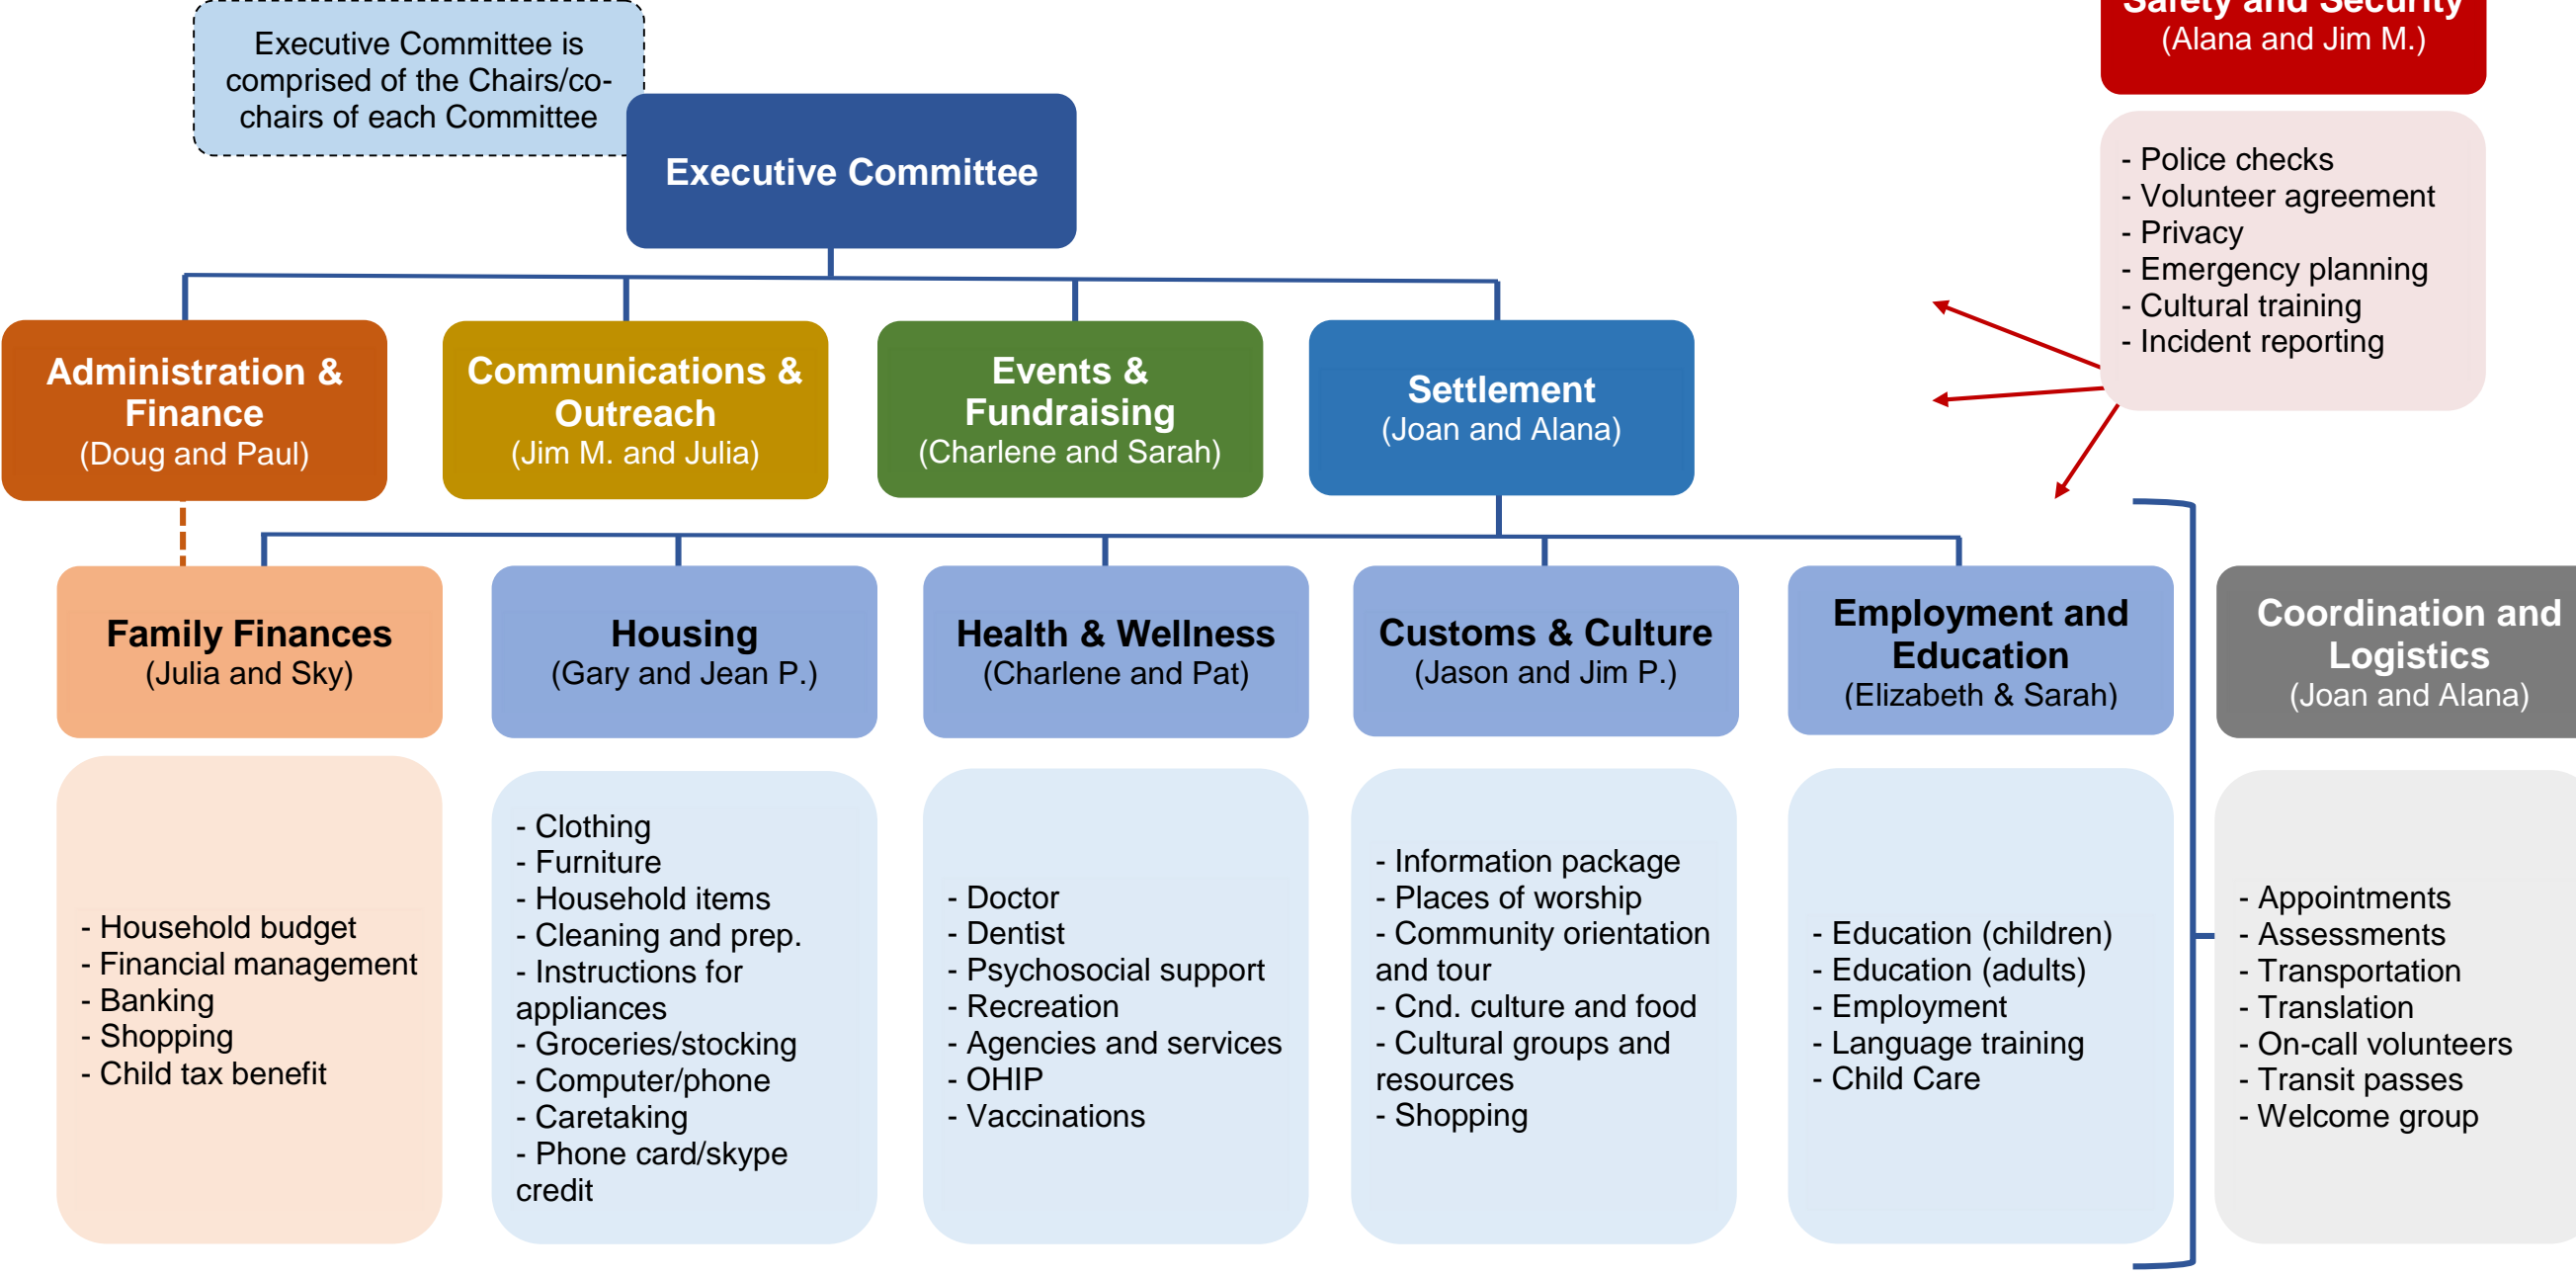 Executive Committee is
comprised of the Chairs/co-
chairs of each Committee
Executive Committee
Safety and Security
(Alana and Jim M.)
- Police checks
- Volunteer agreement
- Privacy
- Emergency planning
- Cultural training
- Incident reporting
Administration &
Finance
(Doug and Paul)
Communications &
Outreach
(Jim M. and Julia)
Events &
Fundraising
(Charlene and Sarah)
Settlement
(Joan and Alana)
Family Finances
(Julia and Sky)
Housing
(Gary and Jean P.)
Health & Wellness
(Charlene and Pat)
Customs & Culture
(Jason and Jim P.)
Employment and
Education
(Elizabeth & Sarah)
Coordination and
Logistics
(Joan and Alana)
- Household budget
- Financial management
- Banking
- Shopping
- Child tax benefit
- Clothing
- Furniture
- Household items
- Cleaning and prep.
- Instructions for
appliances
- Groceries/stocking
- Computer/phone
- Caretaking
- Phone card/skype
credit
- Doctor
- Dentist
- Psychosocial support
- Recreation
- Agencies and services
- OHIP
- Vaccinations
- Information package
- Places of worship
- Community orientation
and tour
- Cnd. culture and food
- Cultural groups and
resources
- Shopping
- Education (children)
- Education (adults)
- Employment
- Language training
- Child Care
- Appointments
- Assessments
- Transportation
- Translation
- On-call volunteers
- Transit passes
- Welcome group